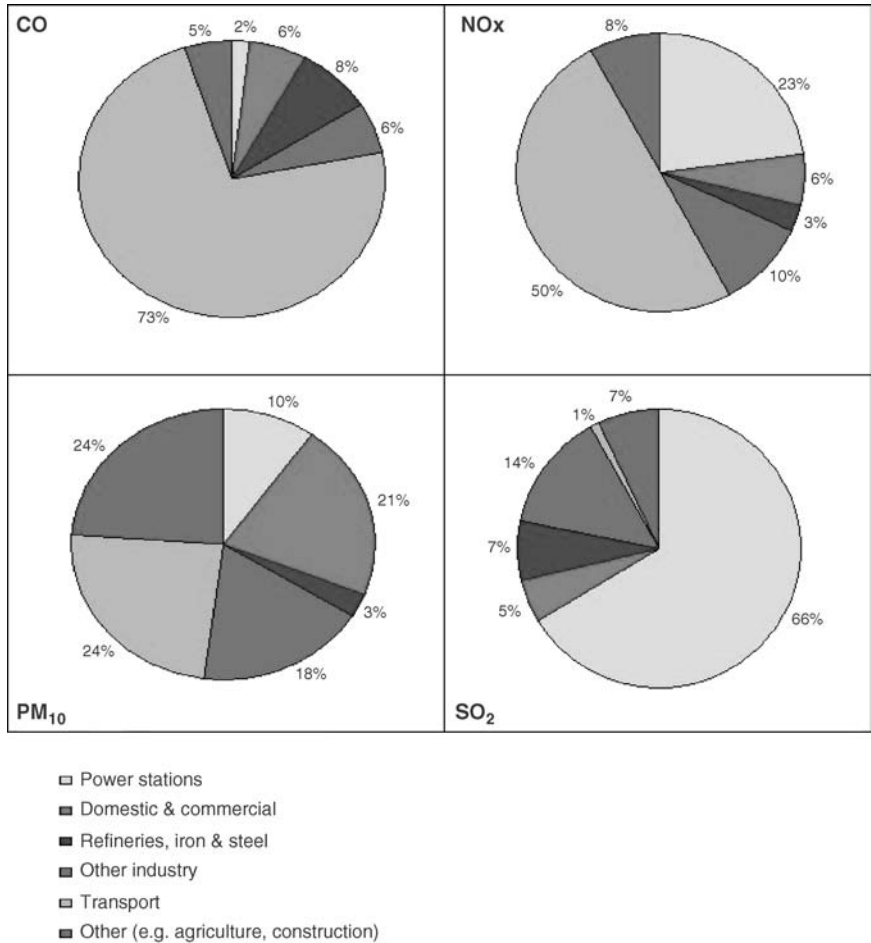 CO
5%
2%
6%
8%
6%
73%
NOx
8%
23%
6%
3%
10%
50%
PM₁₀
24%
10%
21%
3%
18%
24%
SO₂
1%
7%
14%
7%
5%
66%
Power stations
Domestic & commercial
Refineries, iron & steel
Other industry
Transport
Other (e.g. agriculture, construction)